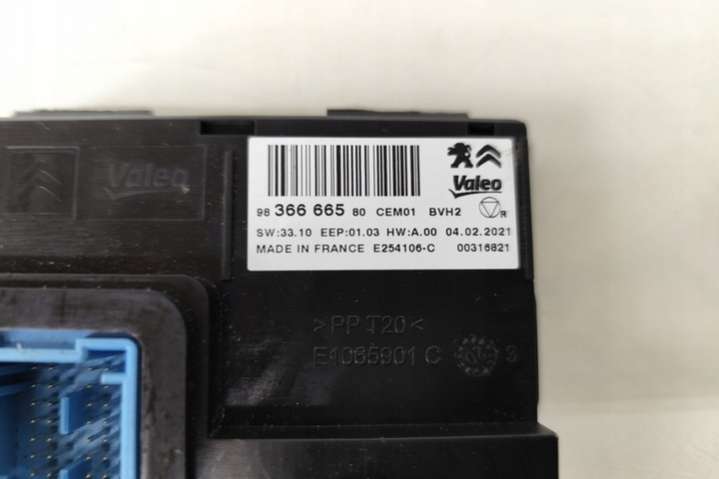 Valeo
Valeo
98 366 665 80 CEM01 BVH2 R
SW:33.10 EEP:01.03 HW:A.00 04.02.2021
MADE IN FRANCE E254106-C 00316821
>PP T20<
E1065901 C